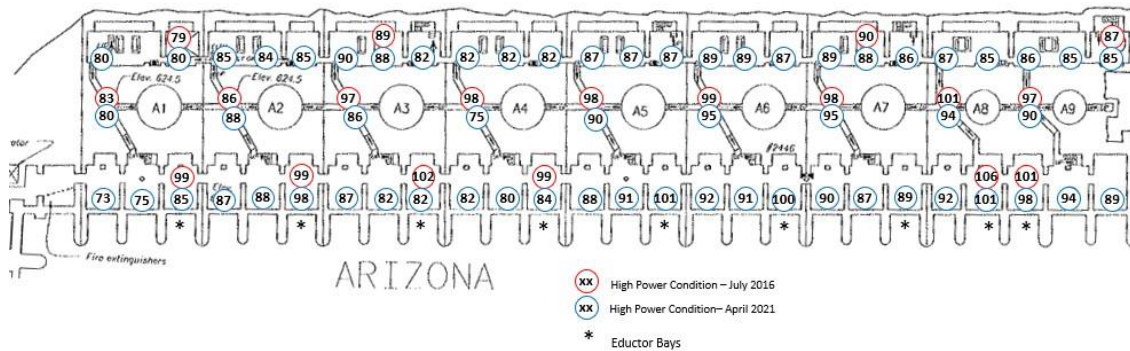 79 89 90 87
80 80 85 84 85 90 88 82 82 82 82 87 87 87 89 89 87 89 88 86 87 85 86 85 85
Elev. 624.5 Elev. 624.5
83 86 97 98 98 99 98 101 97
A1 A2 A3 A4 A5 A6 A7 A8 A9
80 88 86 75 90 95 95 94 90
#2446
99 99 102 99 106 101
Elev.
73 75 85 87 88 98 87 82 82 82 80 84 88 91 101 92 91 100 90 87 89 92 101 98 94 89
* * * * * * * * *
Fire extinguishers
ARIZONA
xx High Power Condition – July 2016
xx High Power Condition– April 2021
* Eductor Bays